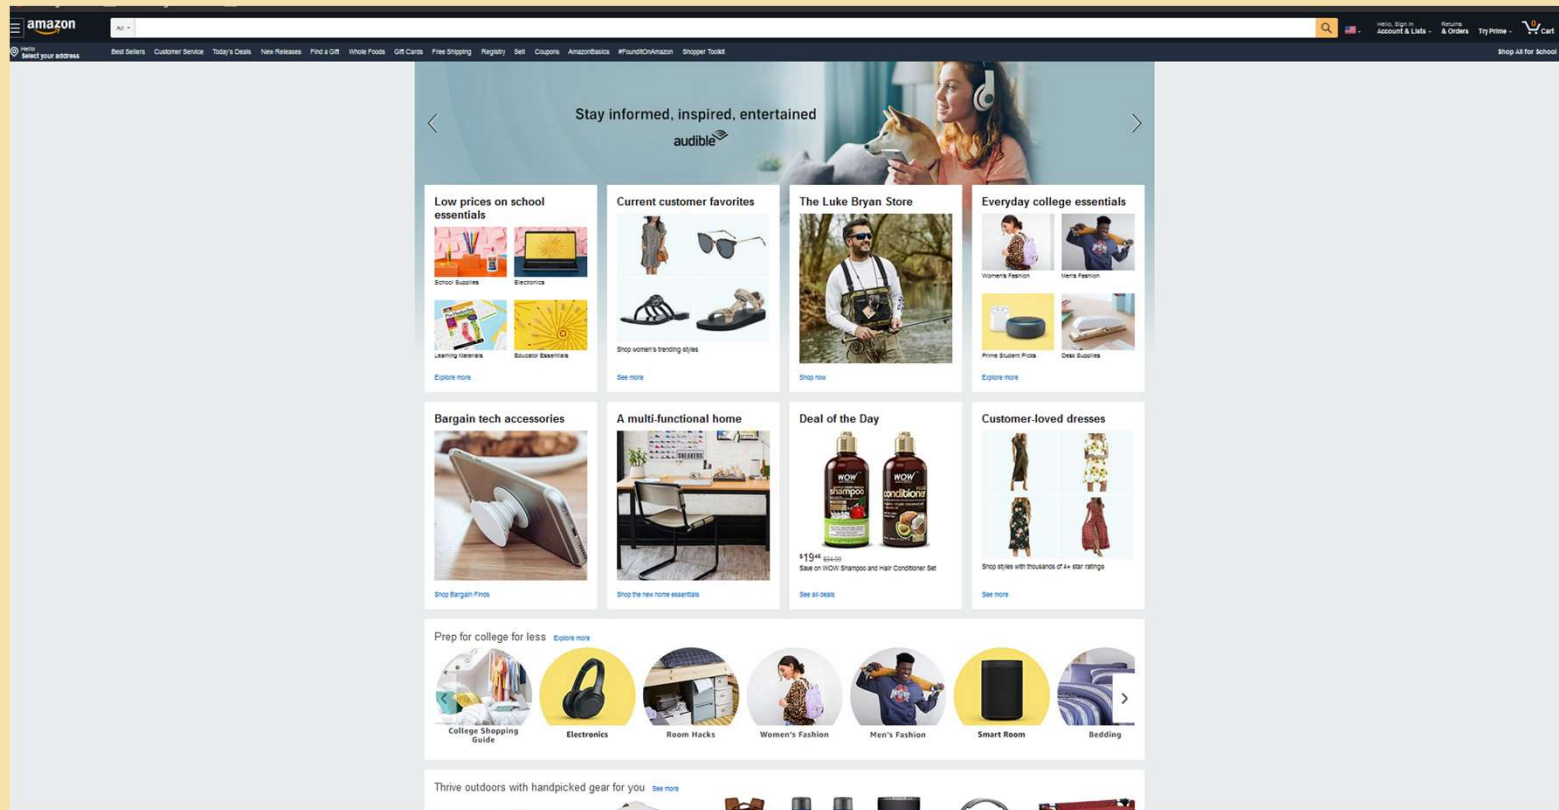 amazon
All
Hello, Sign in
Account & Lists
Returns
& Orders
Try Prime
0
Cart
Hello
Select your address
Best Sellers Customer Service Today's Deals New Releases Find a Gift Whole Foods Gift Cards Free Shipping Registry Sell Coupons AmazonBasics #FoundItOnAmazon Shopper Toolkit
Shop All for School
Stay informed, inspired, entertained
audible
Low prices on school
essentials
School Supplies
Electronics
Learning Materials
Educator Essentials
Explore more
Current customer favorites
Shop women's trending styles
See more
The Luke Bryan Store
Shop now
Everyday college essentials
Women's Fashion
Men's Fashion
Prime Student Picks
Desk Supplies
Explore more
Bargain tech accessories
Shop Bargain Finds
A multi-functional home
SNEAKERS
Shop the new home essentials
Deal of the Day
WOW
shampoo
WOW
conditioner
$19 $34.99
Save on WOW Shampoo and Hair Conditioner Set
See all deals
Customer-loved dresses
Shop styles with thousands of 4+ star ratings
See more
Prep for college for less Explore more
College Shopping
Guide
Electronics
Room Hacks
Women's Fashion
Men's Fashion
Smart Room
Bedding
Thrive outdoors with handpicked gear for you See more